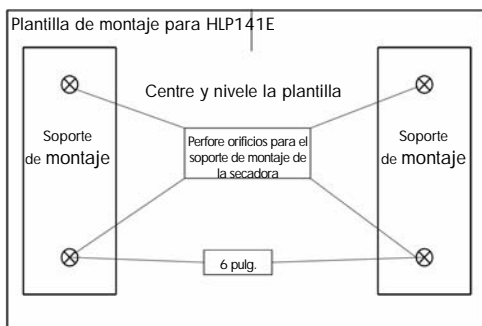 Plantilla de montaje para HLP141E
Centre y nivele la plantilla
Soporte
de montaje
Perfore orificios para el
soporte de montaje de
la secadora
Soporte
de montaje
6 pulg.